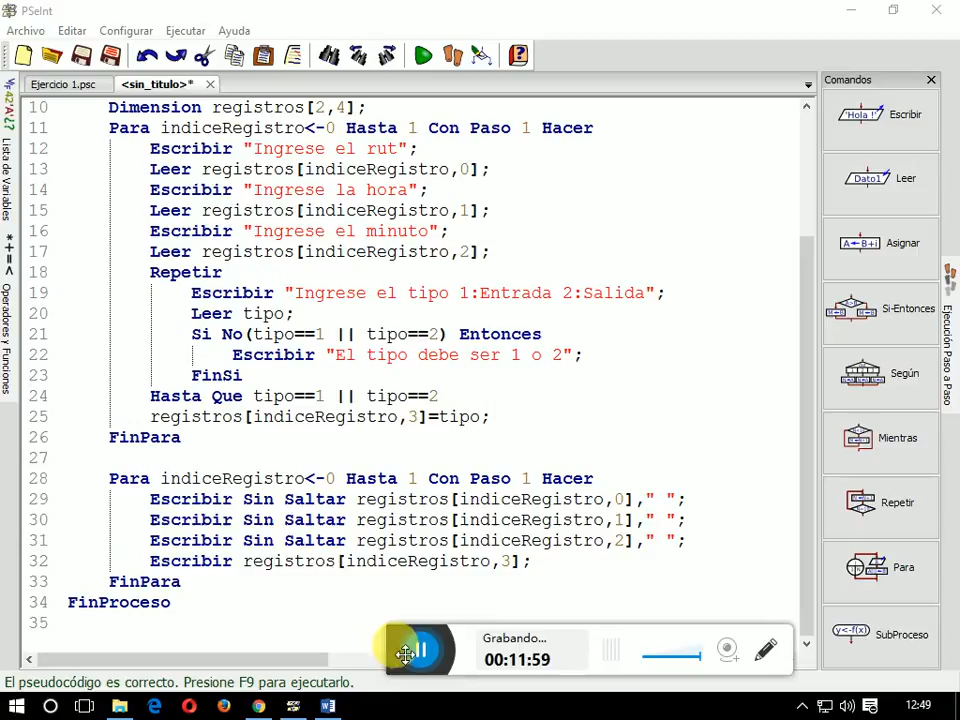 PSeInt
Archivo Editar Configurar Ejecutar Ayuda
Ejercicio 1.psc <sin_titulo>*
Comandos
10 Dimension registros[2,4];
11 Para indiceRegistro<-0 Hasta 1 Con Paso 1 Hacer
12 Escribir "Ingrese el rut";
13 Leer registros[indiceRegistro,0];
14 Escribir "Ingrese la hora";
15 Leer registros[indiceRegistro,1];
16 Escribir "Ingrese el minuto";
17 Leer registros[indiceRegistro,2];
18 Repetir
19 Escribir "Ingrese el tipo 1:Entrada 2:Salida";
20 Leer tipo;
21 Si No(tipo==1 || tipo==2) Entonces
22 Escribir "El tipo debe ser 1 o 2";
23 FinSi
24 Hasta Que tipo==1 || tipo==2
25 registros[indiceRegistro,3]=tipo;
26 FinPara
27
28 Para indiceRegistro<-0 Hasta 1 Con Paso 1 Hacer
29 Escribir Sin Saltar registros[indiceRegistro,0]," ";
30 Escribir Sin Saltar registros[indiceRegistro,1]," ";
31 Escribir Sin Saltar registros[indiceRegistro,2]," ";
32 Escribir registros[indiceRegistro,3];
33 FinPara
34 FinProceso
35
Lista de Variables
Operadores y Funciones
'Hola !' Escribir
Dato1 Leer
A←B+i Asignar
Si-Entonces
Según
Mientras
Repetir
Para
y<-f(x) SubProceso
Ejecución Paso a Paso
Grabando...
00:11:59
El pseudocódigo es correcto. Presione F9 para ejecutarlo.
12:49